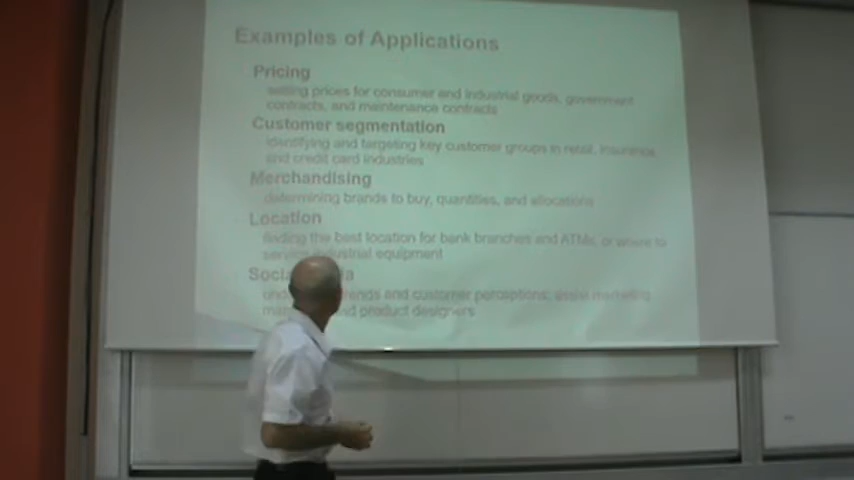 Examples of Applications
Pricing
setting prices for consumer and industrial goods, government
contracts, and maintenance contracts
Customer segmentation
identifying and targeting key customer groups in retail, insurance
and credit card industries
Merchandising
determining brands to buy, quantities, and allocations
Location
finding the best location for bank branches and ATMs, or where to
service industrial equipment
Social
trends and customer perceptions; assist marketing
product designers